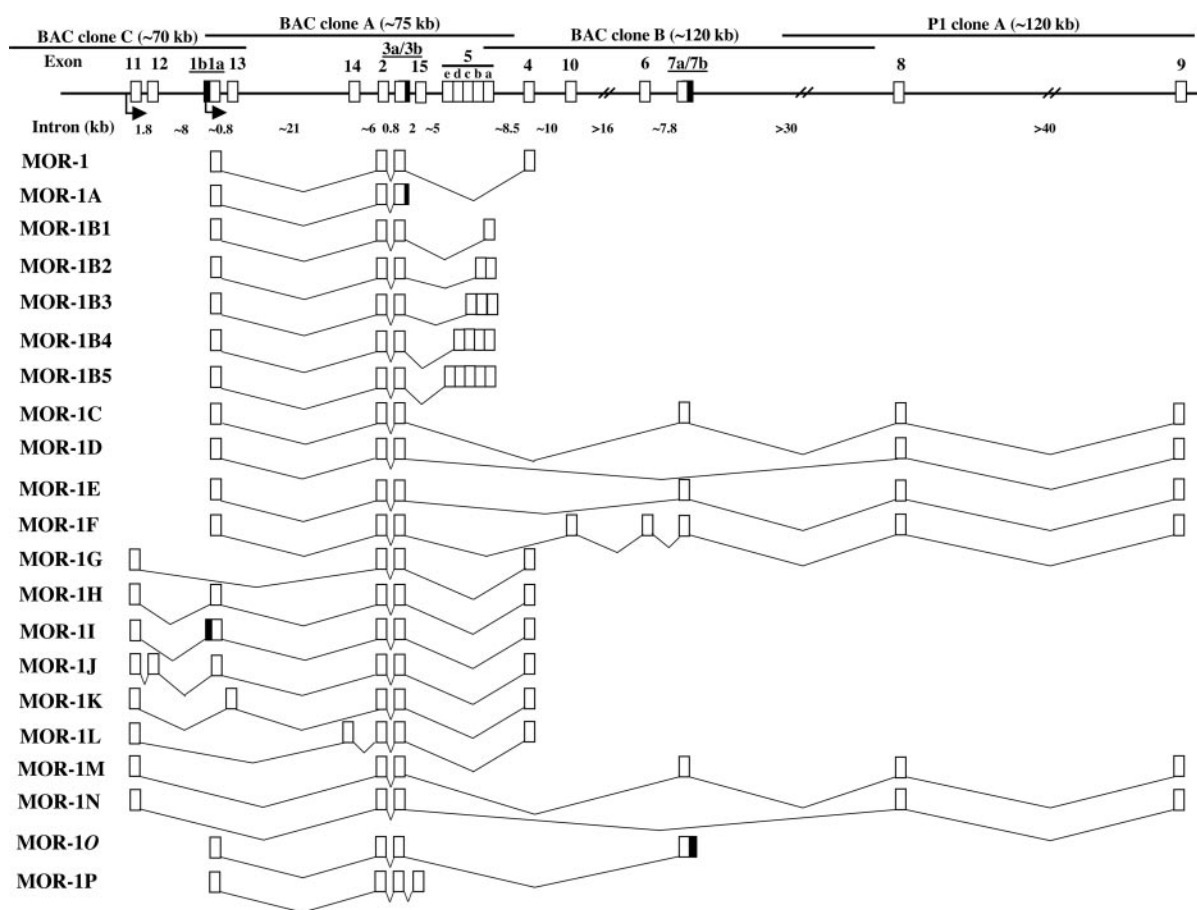 BAC clone A (~75 kb) P1 clone A (~120 kb)
BAC clone C (~70 kb) BAC clone B (~120 kb)
3a/3b
Exon 11 12 1b1a 13 14 2 15 5 4 10 6 7a/7b 8 9
e d c b a
Intron (kb) 1.8 ~8 ~0.8 ~21 ~6 0.8 2 ~5 ~8.5 ~10 >16 ~7.8 >30 >40
MOR-1
MOR-1A
MOR-1B1
MOR-1B2
MOR-1B3
MOR-1B4
MOR-1B5
MOR-1C
MOR-1D
MOR-1E
MOR-1F
MOR-1G
MOR-1H
MOR-1I
MOR-1J
MOR-1K
MOR-1L
MOR-1M
MOR-1N
MOR-1O
MOR-1P